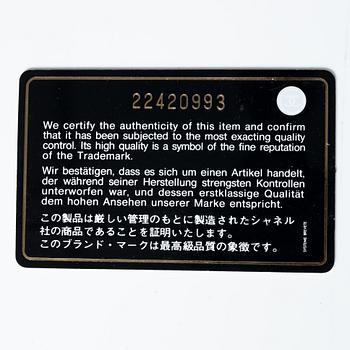 22420993
We certify the authenticity of this item and confirm
that it has been subjected to the most exacting quality
control. Its high quality is a symbol of the fine reputation
of the Trademark.
Wir bestätigen, dass es sich um einen Artikel handelt,
der während seiner Herstellung strengsten Kontrollen
unterworfen wird, und dessen erstklassige Qualität
dem hohen Ansehen unserer Marke entspricht.
この製品は厳しい管理のもとに製造されたシャネル
社の商品である事を証明いたします。
このブランド・マークは最高級品質の象徴です。